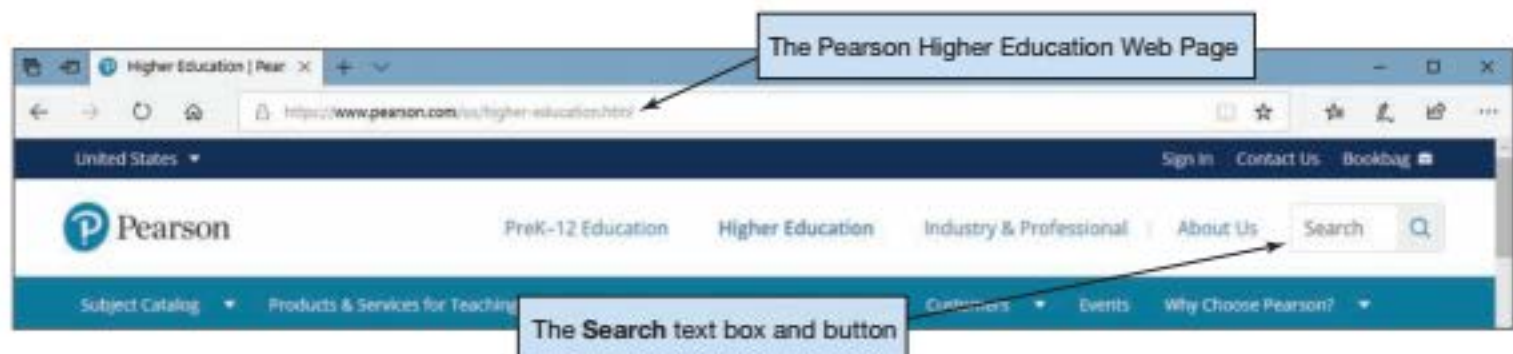 The Pearson Higher Education Web Page
Higher Education | Pear
https://www.pearson.com/us/higher-education.html
United States
Sign In Contact Us Bookbag
Pearson
PreK-12 Education Higher Education Industry & Professional About Us Search
Subject Catalog Products & Services for Teaching Customers Events Why Choose Pearson?
The Search text box and button